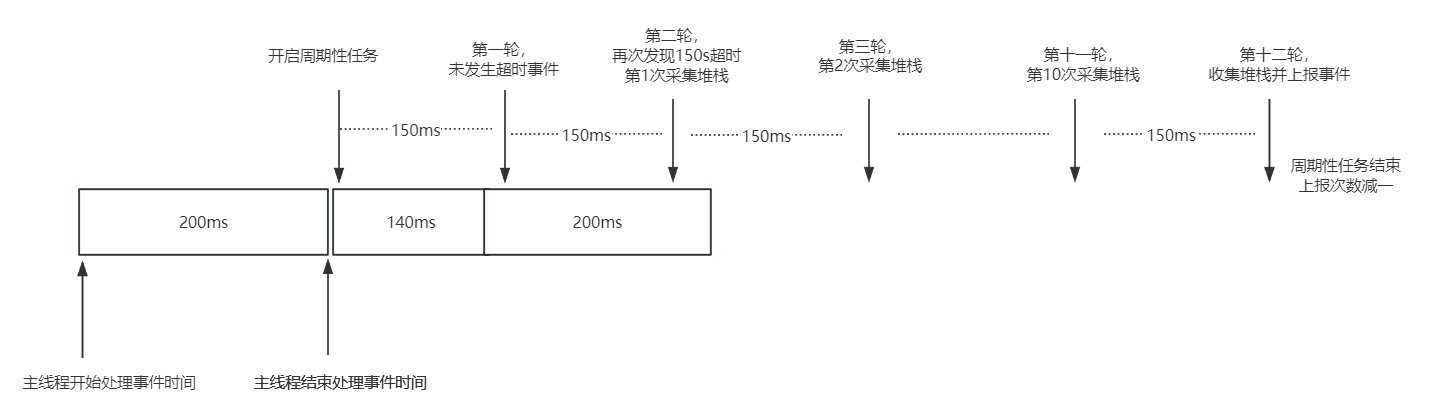 开启周期性任务
第一轮，
未发生超时事件
第二轮，
再次发现150s超时
第1次采集堆栈
第三轮，
第2次采集堆栈
第十一轮，
第10次采集堆栈
第十二轮，
收集堆栈并上报事件
150ms
150ms
150ms
150ms
周期性任务结束
上报次数减一
200ms
140ms
200ms
主线程开始处理事件时间
主线程结束处理事件时间